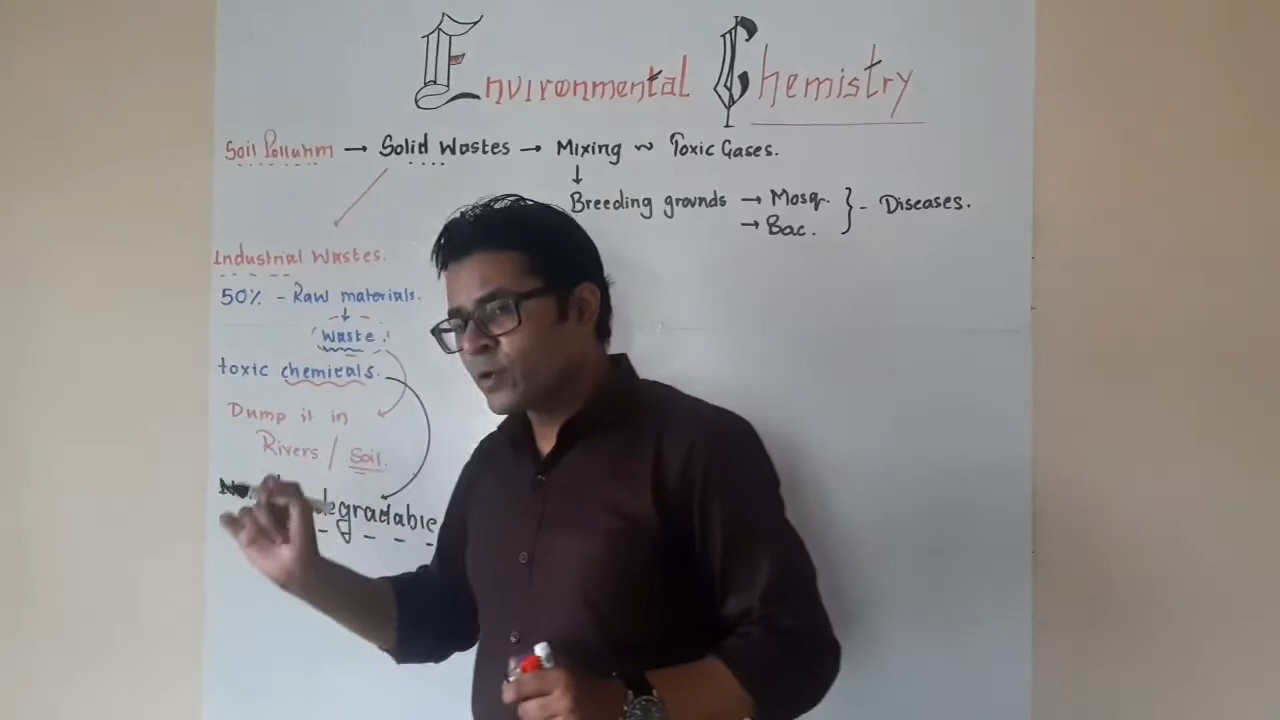 Environmental Chemistry
Soil Pollution → Solid Wastes → Mixing ~ Toxic Gases.
↓
Breeding grounds → Mosq. } - Diseases.
→ Bac.
Industrial Wastes.
50% - Raw materials.
↓
Waste.
toxic chemicals.
Dump it in
Rivers / Soil.
degradable